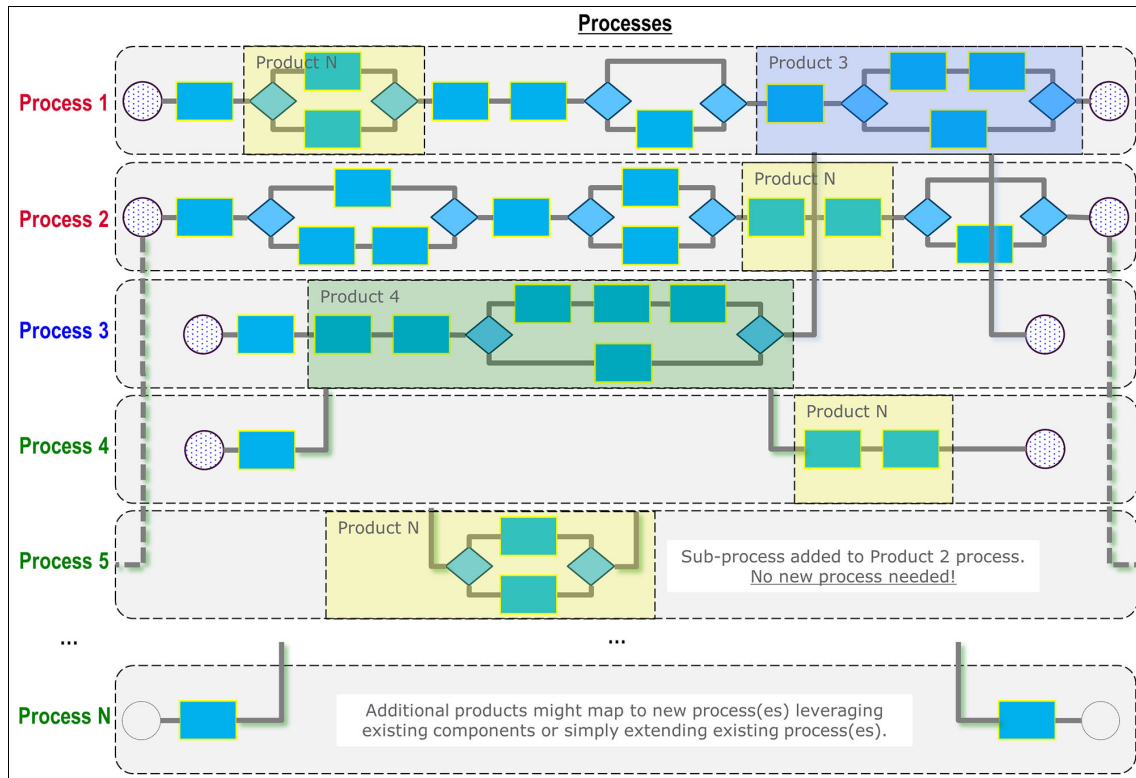 Processes
Process 1
Product N
Product 3
Process 2
Product N
Process 3
Product 4
Process 4
Product N
Process 5
Product N
Sub-process added to Product 2 process.
No new process needed!
...
...
Process N
Additional products might map to new process(es) leveraging
existing components or simply extending existing process(es).